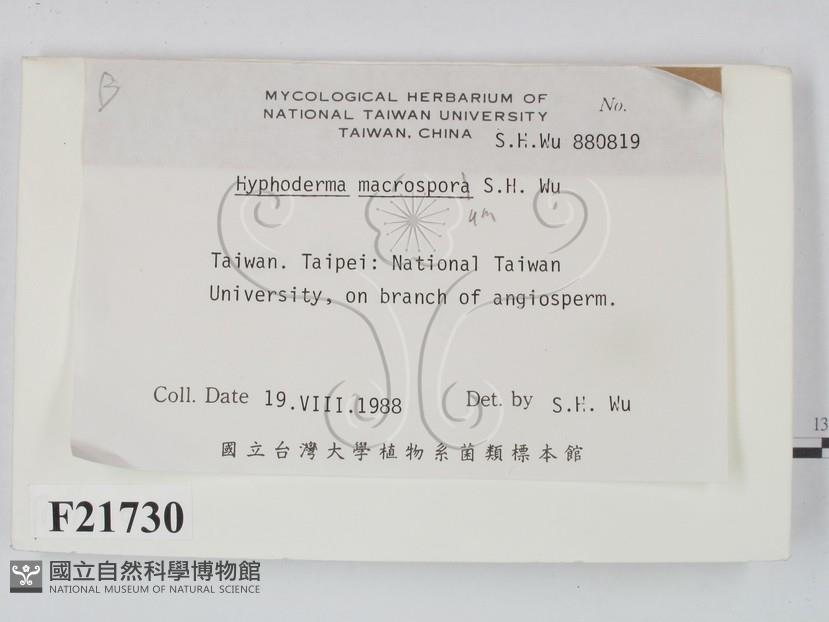 B
MYCOLOGICAL HERBARIUM OF
NATIONAL TAIWAN UNIVERSITY
TAIWAN, CHINA
No.
S.H.Wu 880819
Hyphoderma macrospora S.H. Wu
um
Taiwan. Taipei: National Taiwan
University, on branch of angiosperm.
Coll. Date 19.VIII.1988 Det. by S.H. Wu
國立台灣大學植物系菌類標本館
F21730
國立自然科學博物館
NATIONAL MUSEUM OF NATURAL SCIENCE
13